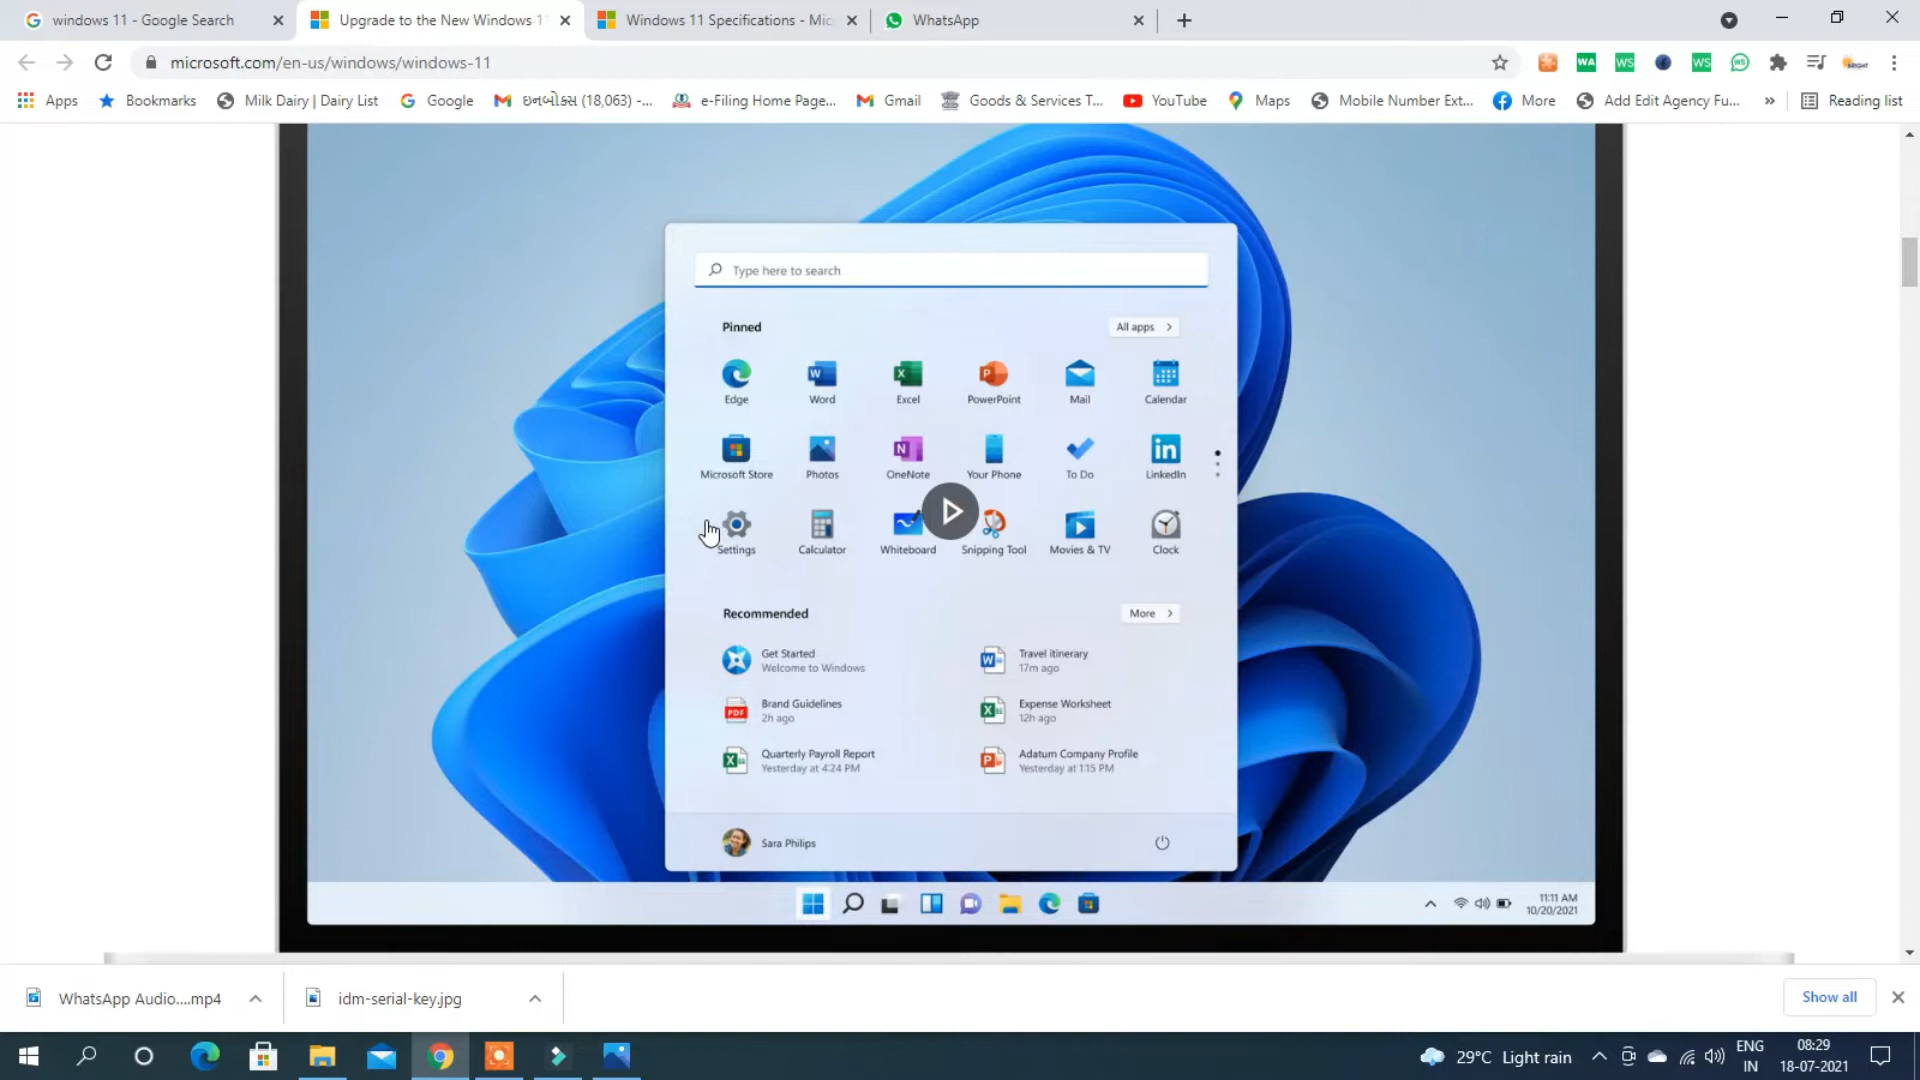 windows 11 - Google Search
Upgrade to the New Windows 11
Windows 11 Specifications - Mic
WhatsApp
microsoft.com/en-us/windows/windows-11
WA
WS
WS
WS
BRIGHT
Apps
Bookmarks
Milk Dairy | Dairy List
Google
ઇનબૉક્સ (18,063) -...
e-Filing Home Page...
Gmail
Goods & Services T...
YouTube
Maps
Mobile Number Ext...
More
Add Edit Agency Fu...
»
Reading list
Type here to search
Pinned
All apps >
Edge
Word
Excel
PowerPoint
Mail
Calendar
Microsoft Store
Photos
OneNote
Your Phone
To Do
LinkedIn
Settings
Calculator
Whiteboard
Snipping Tool
Movies & TV
Clock
Recommended
More >
Get Started
Welcome to Windows
Travel itinerary
17m ago
Brand Guidelines
2h ago
Expense Worksheet
12h ago
Quarterly Payroll Report
Yesterday at 4:24 PM
Adatum Company Profile
Yesterday at 1:15 PM
Sara Philips
11:11 AM
10/20/2021
WhatsApp Audio....mp4
idm-serial-key.jpg
Show all
29°C Light rain
ENG
IN
08:29
18-07-2021